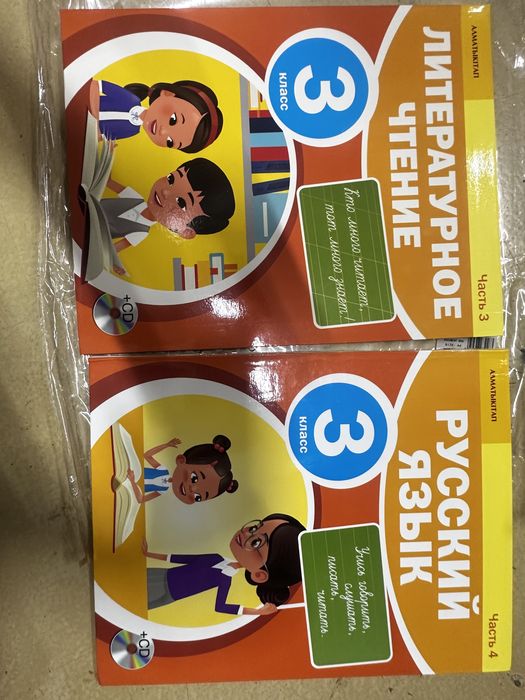 АЛМАТЫКІТАП
ЛИТЕРАТУРНОЕ
ЧТЕНИЕ
Часть 3
3
класс
Кто много читает,
тот много знает!
+CD
АЛМАТЫКІТАП
РУССКИЙ
ЯЗЫК
Часть 4
3
класс
Учись говорить,
слушать,
писать,
читать.
+CD